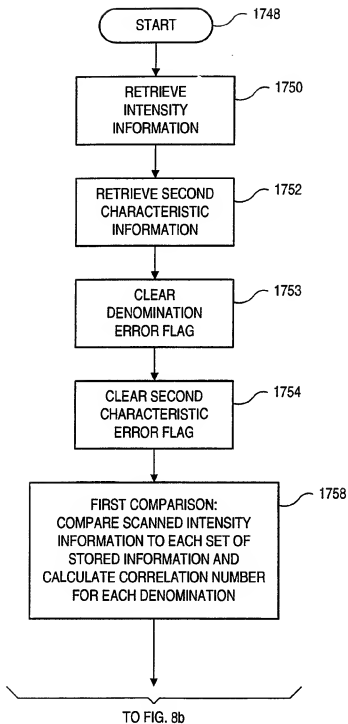 START
1748
RETRIEVE
INTENSITY
INFORMATION
1750
RETRIEVE SECOND
CHARACTERISTIC
INFORMATION
1752
CLEAR
DENOMINATION
ERROR FLAG
1753
CLEAR SECOND
CHARACTERISTIC
ERROR FLAG
1754
FIRST COMPARISON:
COMPARE SCANNED INTENSITY
INFORMATION TO EACH SET OF
STORED INFORMATION AND
CALCULATE CORRELATION NUMBER
FOR EACH DENOMINATION
1758
TO FIG. 8b